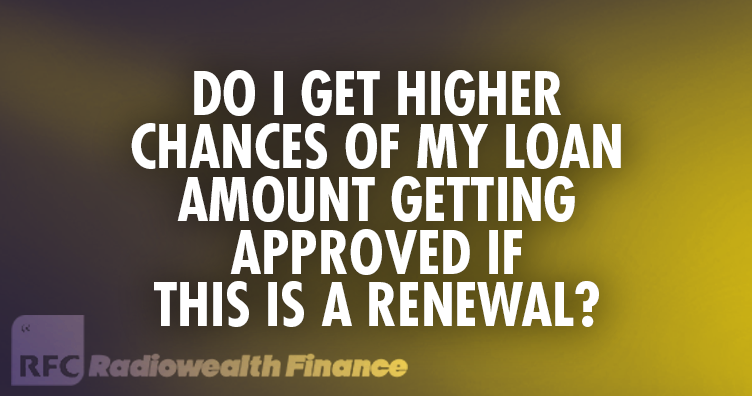 DO I GET HIGHER
CHANCES OF MY LOAN
AMOUNT GETTING
APPROVED IF
THIS IS A RENEWAL?
“
RFC Radiowealth Finance